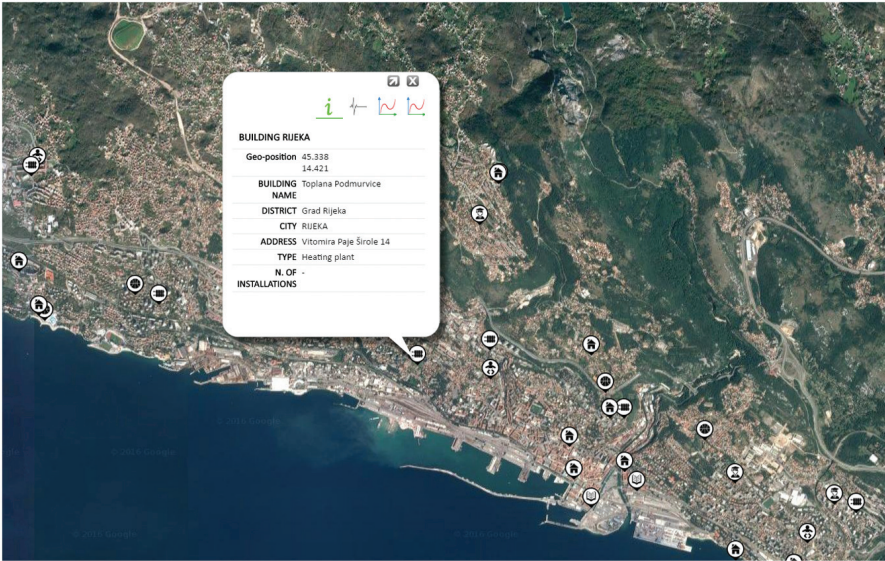 i
BUILDING RIJEKA
Geo-position 45.338
14.421
BUILDING Toplana Podmurvice
NAME
DISTRICT Grad Rijeka
CITY RIJEKA
ADDRESS Vitomira Paje Širole 14
TYPE Heating plant
N. OF -
INSTALLATIONS
© 2016 Google
© 2016 Google
© 2016 Google
© 2016 Google